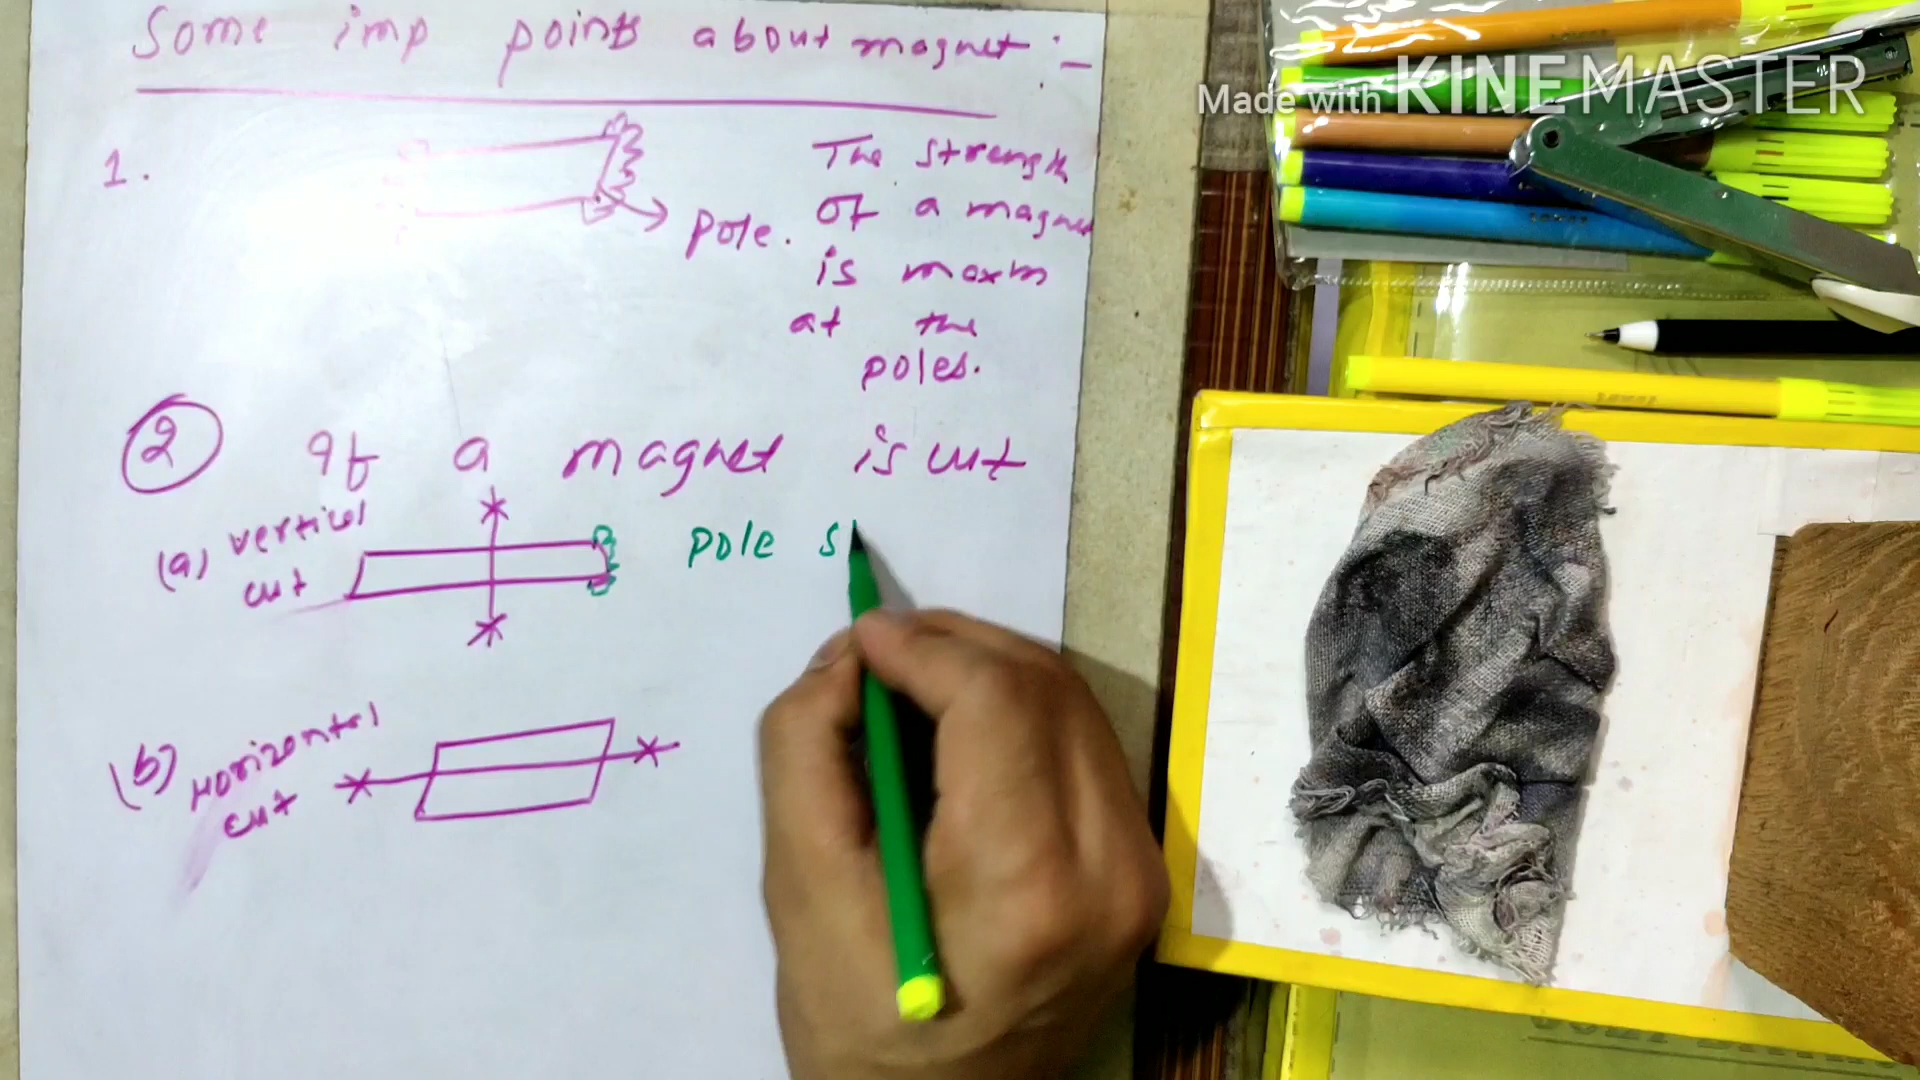 Some imp points about magnet :-
1.
pole.
The strength
of a magnet
is maxm
at the
poles.
2 If a magnet is cut
(a) vertical
cut
pole s
(b) Horizontal
cut
Made with KINEMASTER